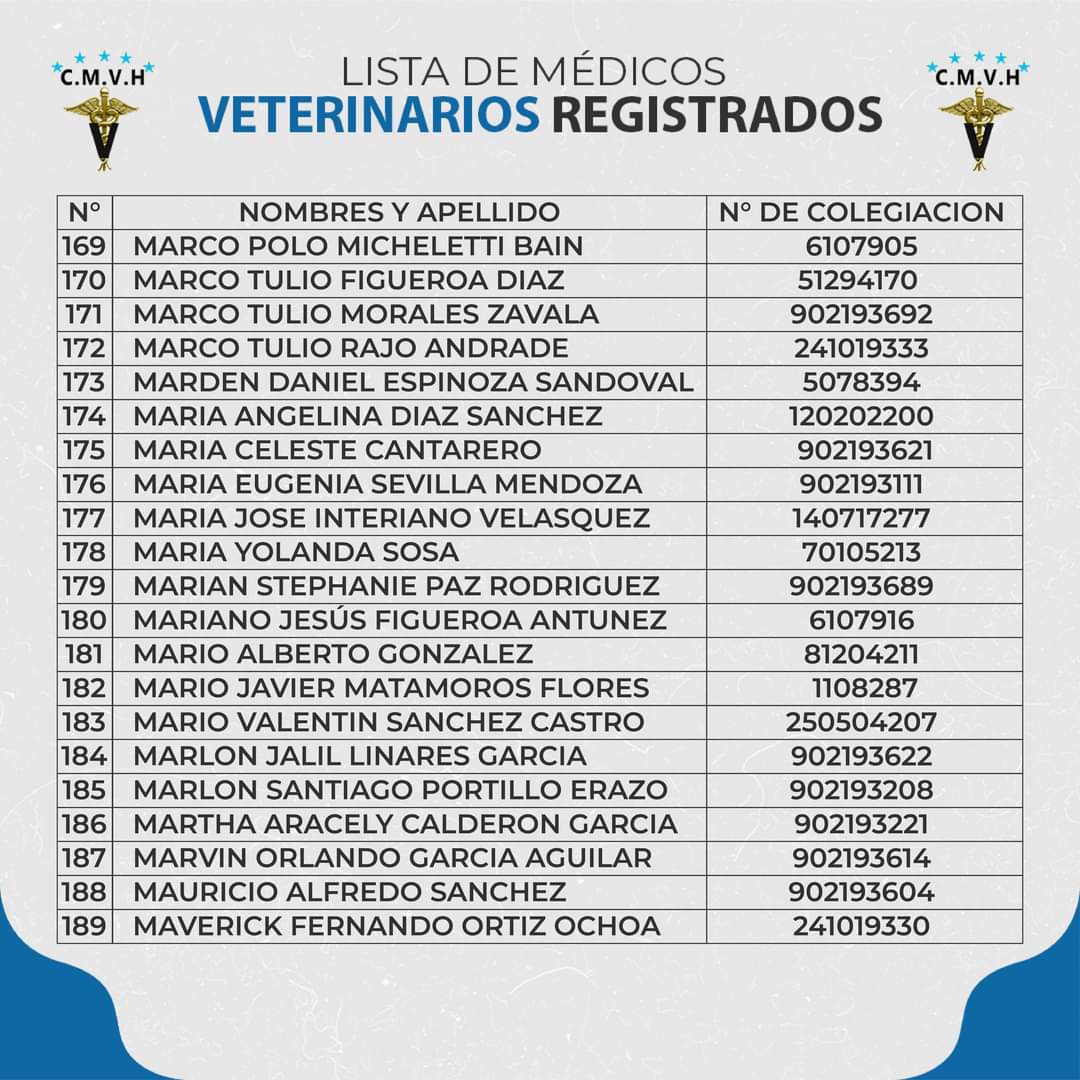 C.M.V.H
LISTA DE MÉDICOS
C.M.V.H
VETERINARIOS REGISTRADOS
N° NOMBRES Y APELLIDO N° DE COLEGIACION
169 MARCO POLO MICHELETTI BAIN 6107905
170 MARCO TULIO FIGUEROA DIAZ 51294170
171 MARCO TULIO MORALES ZAVALA 902193692
172 MARCO TULIO RAJO ANDRADE 241019333
173 MARDEN DANIEL ESPINOZA SANDOVAL 5078394
174 MARIA ANGELINA DIAZ SANCHEZ 120202200
175 MARIA CELESTE CANTARERO 902193621
176 MARIA EUGENIA SEVILLA MENDOZA 902193111
177 MARIA JOSE INTERIANO VELASQUEZ 140717277
178 MARIA YOLANDA SOSA 70105213
179 MARIAN STEPHANIE PAZ RODRIGUEZ 902193689
180 MARIANO JESÚS FIGUEROA ANTUNEZ 6107916
181 MARIO ALBERTO GONZALEZ 81204211
182 MARIO JAVIER MATAMOROS FLORES 1108287
183 MARIO VALENTIN SANCHEZ CASTRO 250504207
184 MARLON JALIL LINARES GARCIA 902193622
185 MARLON SANTIAGO PORTILLO ERAZO 902193208
186 MARTHA ARACELY CALDERON GARCIA 902193221
187 MARVIN ORLANDO GARCIA AGUILAR 902193614
188 MAURICIO ALFREDO SANCHEZ 902193604
189 MAVERICK FERNANDO ORTIZ OCHOA 241019330